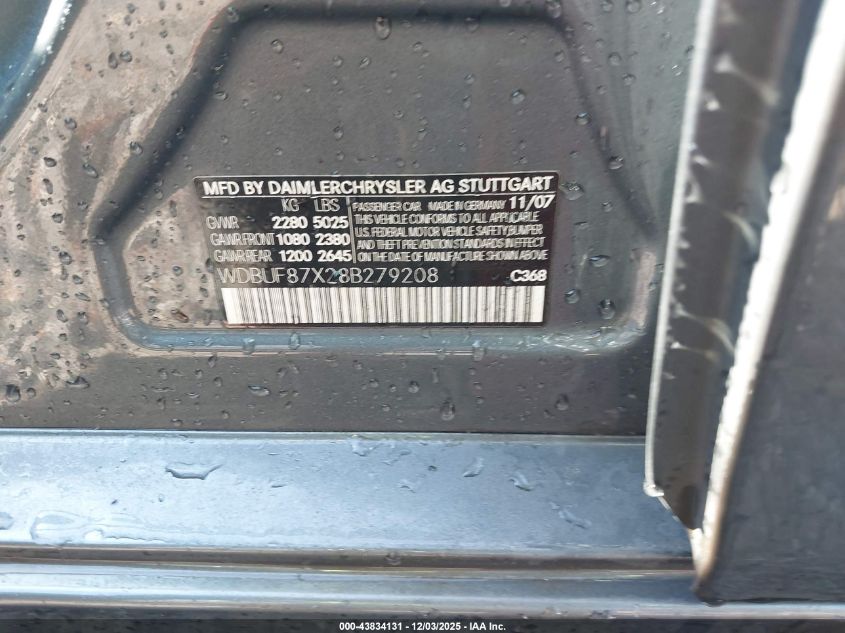 MFD BY DAIMLERCHRYSLER AG STUTTGART
KG LBS PASSENGER CAR MADE IN GERMANY 11/07
GVWR 2280 5025 THIS VEHICLE CONFORMS TO ALL APPLICABLE
GAWR FRONT 1080 2380 U.S. FEDERAL MOTOR VEHICLE SAFETY, BUMPER
GAWR REAR 1200 2645 AND THEFT PREVENTION STANDARDS IN EFFECT
ON THE DATE OF MANUFACTURE SHOWN ABOVE.
WDBUF87X28B279208 C368
000-43834131 - 12/03/2025 - IAA Inc.